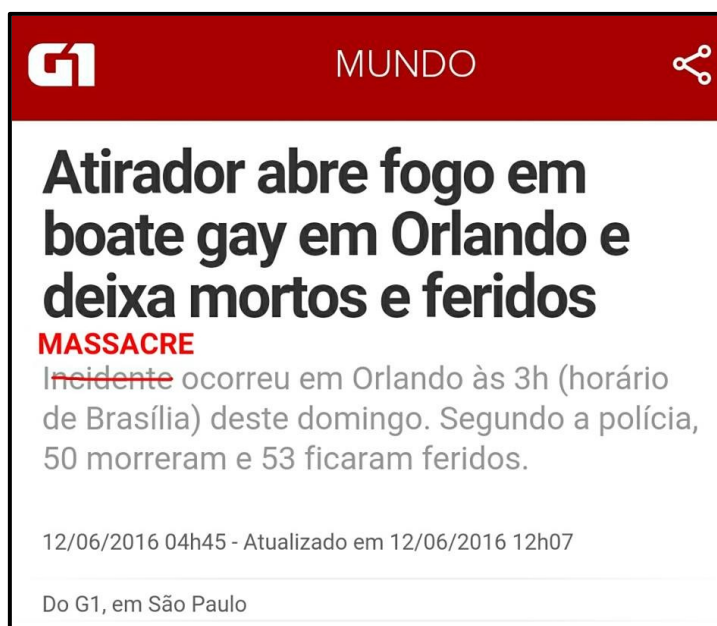 G1
MUNDO
Atirador abre fogo em
boate gay em Orlando e
deixa mortos e feridos
MASSACRE
Incidente ocorreu em Orlando às 3h (horário
de Brasília) deste domingo. Segundo a polícia,
50 morreram e 53 ficaram feridos.
12/06/2016 04h45 - Atualizado em 12/06/2016 12h07
Do G1, em São Paulo